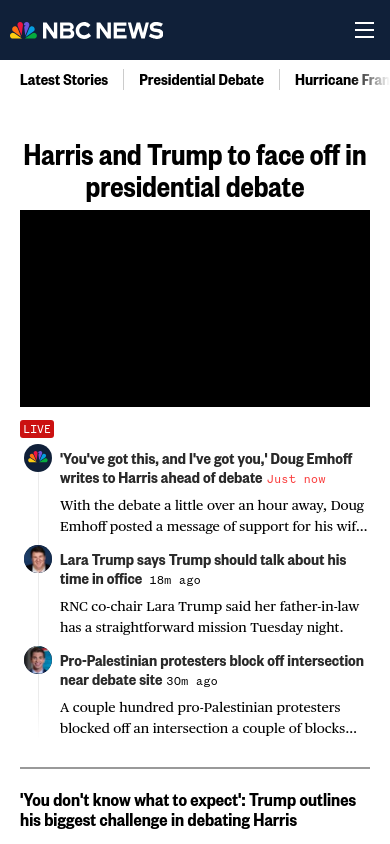 NBC NEWS
Latest Stories
Presidential Debate
Hurricane Fran
Harris and Trump to face off in
presidential debate
LIVE
'You've got this, and I've got you,' Doug Emhoff
writes to Harris ahead of debate Just now
With the debate a little over an hour away, Doug
Emhoff posted a message of support for his wif...
Lara Trump says Trump should talk about his
time in office 18m ago
RNC co-chair Lara Trump said her father-in-law
has a straightforward mission Tuesday night.
Pro-Palestinian protesters block off intersection
near debate site 30m ago
A couple hundred pro-Palestinian protesters
blocked off an intersection a couple of blocks...
'You don't know what to expect': Trump outlines
his biggest challenge in debating Harris